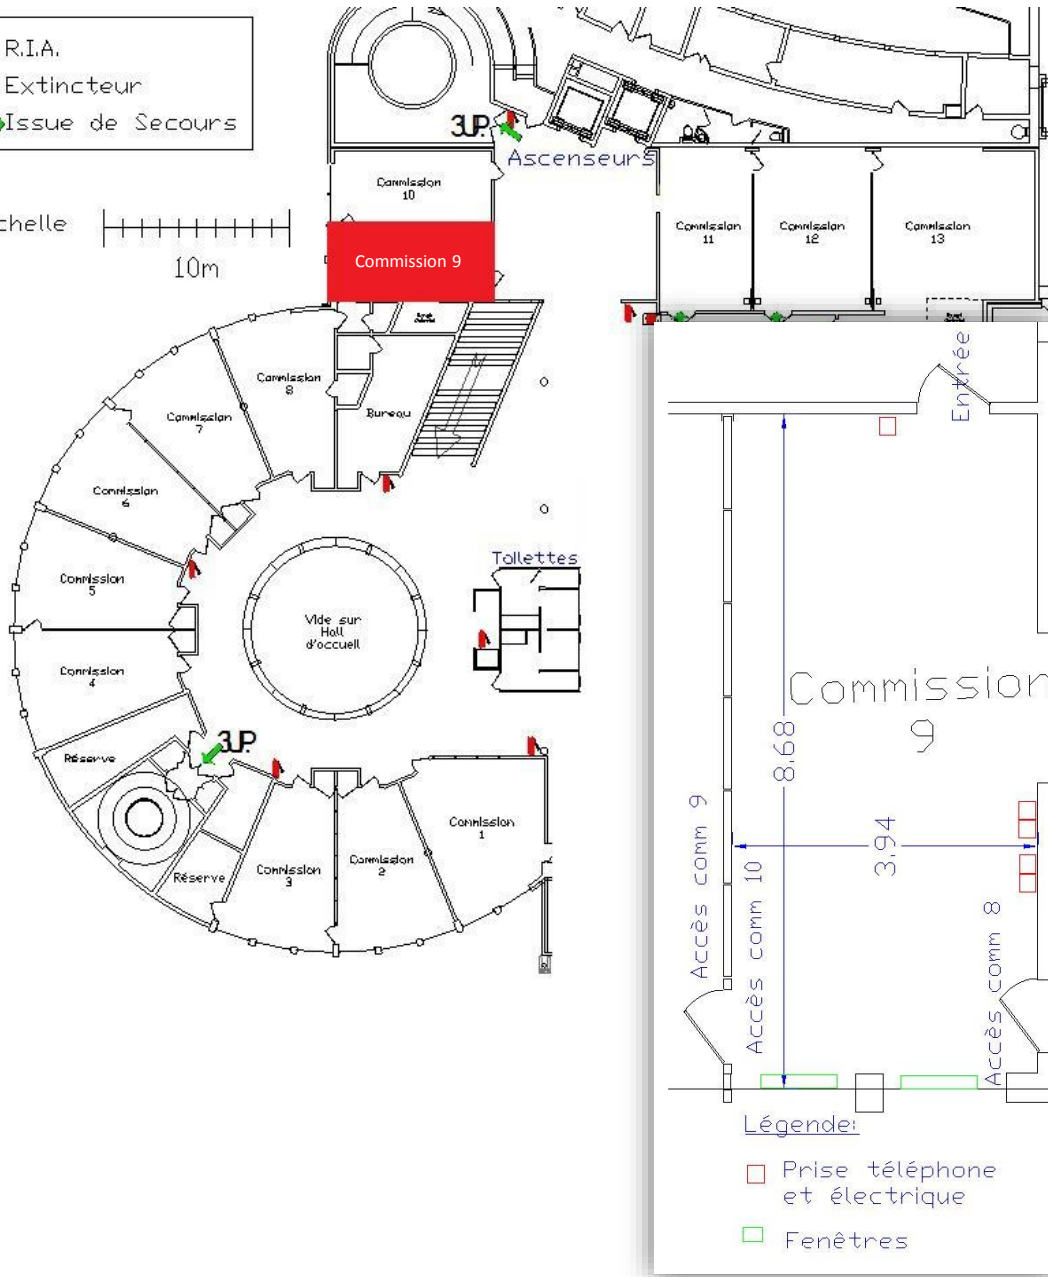 R.I.A.
Extincteur
Issue de Secours
chelle
10m
3U.P.
Ascenseurs
Commission
10
Commission 9
Commission
11
Commission
12
Commission
13
Commission
8
Bureau
Commission
7
Commission
6
Commission
5
Commission
4
Réserve
3U.P.
Réserve
Commission
3
Commission
2
Commission
1
Vide sur
Hall
d'accueil
Toilettes
Entrée
Commission
9
8.68
3.94
Accès comm 9
Accès comm 10
Accès comm 8
Légende:
Prise téléphone
et électrique
Fenêtres